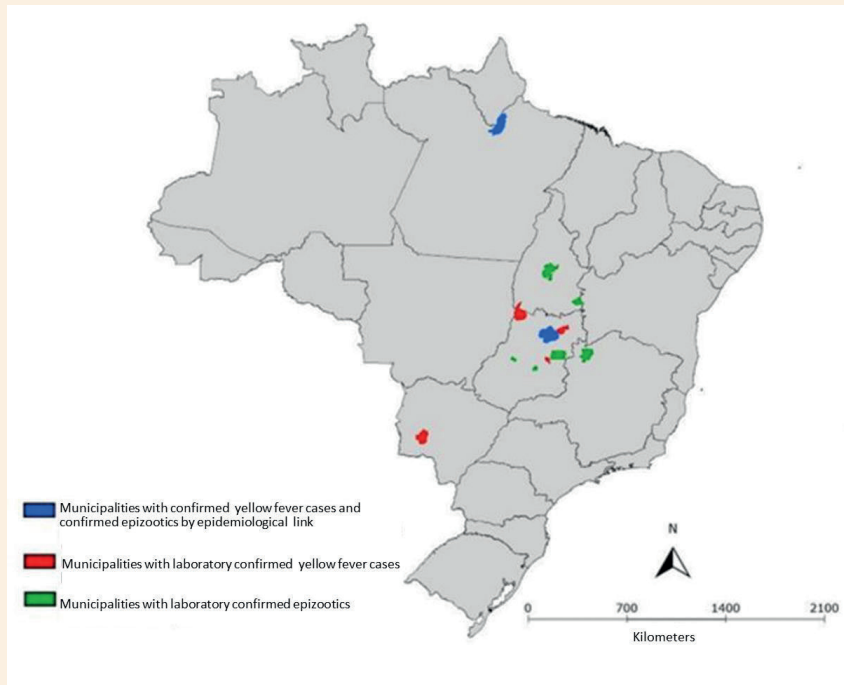 Municipalities with confirmed yellow fever cases and
confirmed epizootics by epidemiological link
Municipalities with laboratory confirmed yellow fever cases
Municipalities with laboratory confirmed epizootics
N
0 700 1400 2100
Kilometers